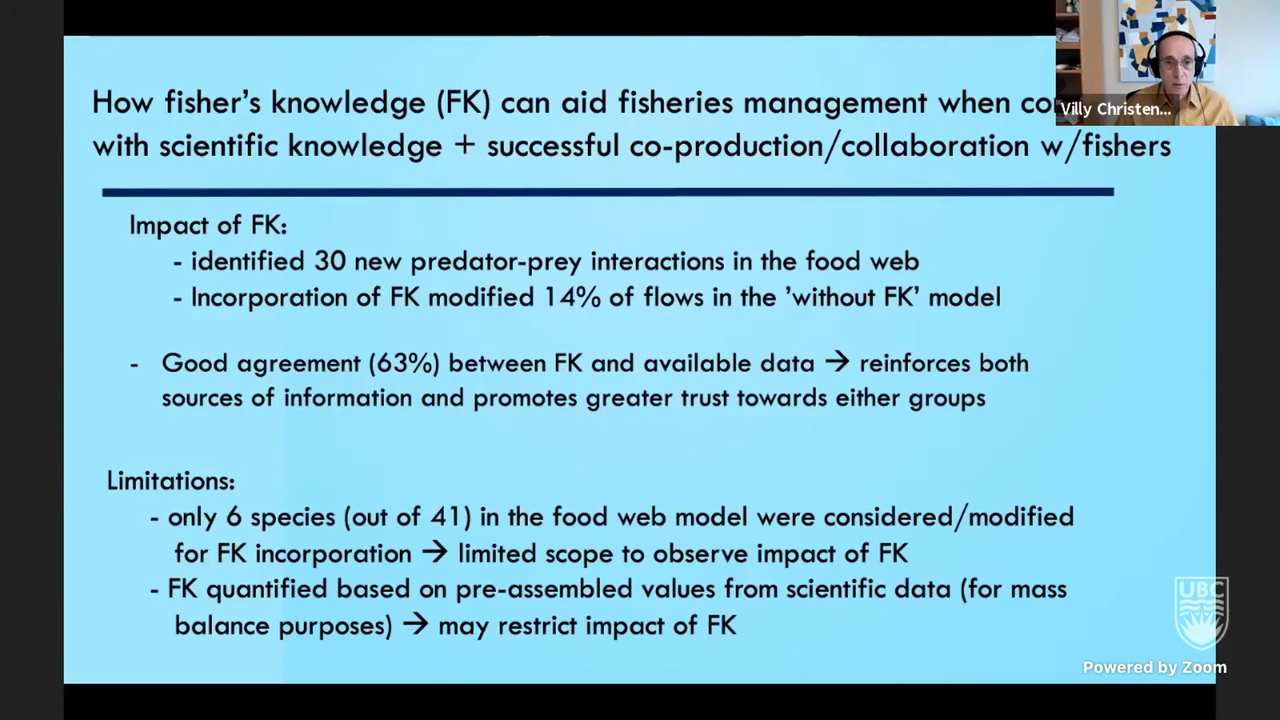 How fisher's knowledge (FK) can aid fisheries management when
with scientific knowledge + successful co-production/collaboration w/fishers
Villy Christen...
Impact of FK:
- identified 30 new predator-prey interactions in the food web
- Incorporation of FK modified 14% of flows in the 'without FK' model
- Good agreement (63%) between FK and available data → reinforces both
sources of information and promotes greater trust towards either groups
Limitations:
- only 6 species (out of 41) in the food web model were considered/modified
for FK incorporation → limited scope to observe impact of FK
- FK quantified based on pre-assembled values from scientific data (for mass
balance purposes) → may restrict impact of FK
UBC
Powered by Zoom